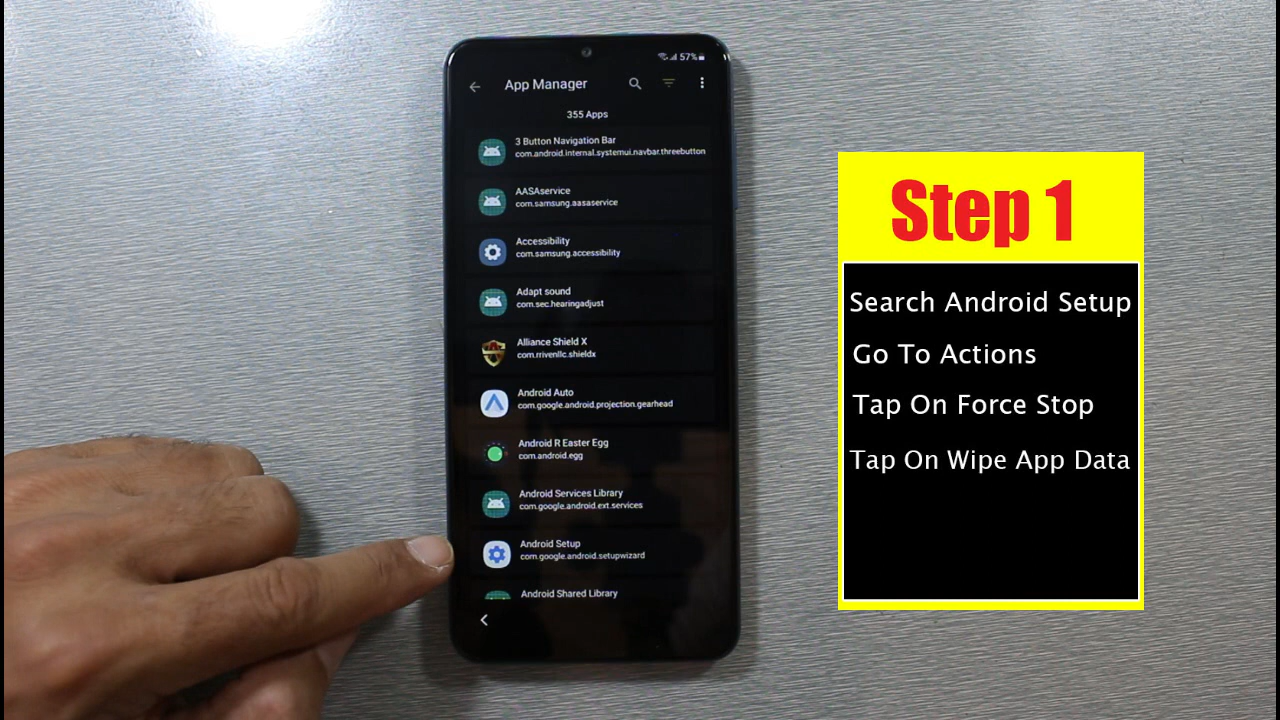 57%
App Manager
355 Apps
3 Button Navigation Bar
com.android.internal.systemui.navbar.threebutton
AASAservice
com.samsung.aasaservice
Accessibility
com.samsung.accessibility
Adapt sound
com.sec.hearingadjust
Alliance Shield X
com.rrivenllc.shieldx
Android Auto
com.google.android.projection.gearhead
Android R Easter Egg
com.android.egg
Android Services Library
com.google.android.ext.services
Android Setup
com.google.android.setupwizard
Android Shared Library
Step 1
Search Android Setup
Go To Actions
Tap On Force Stop
Tap On Wipe App Data